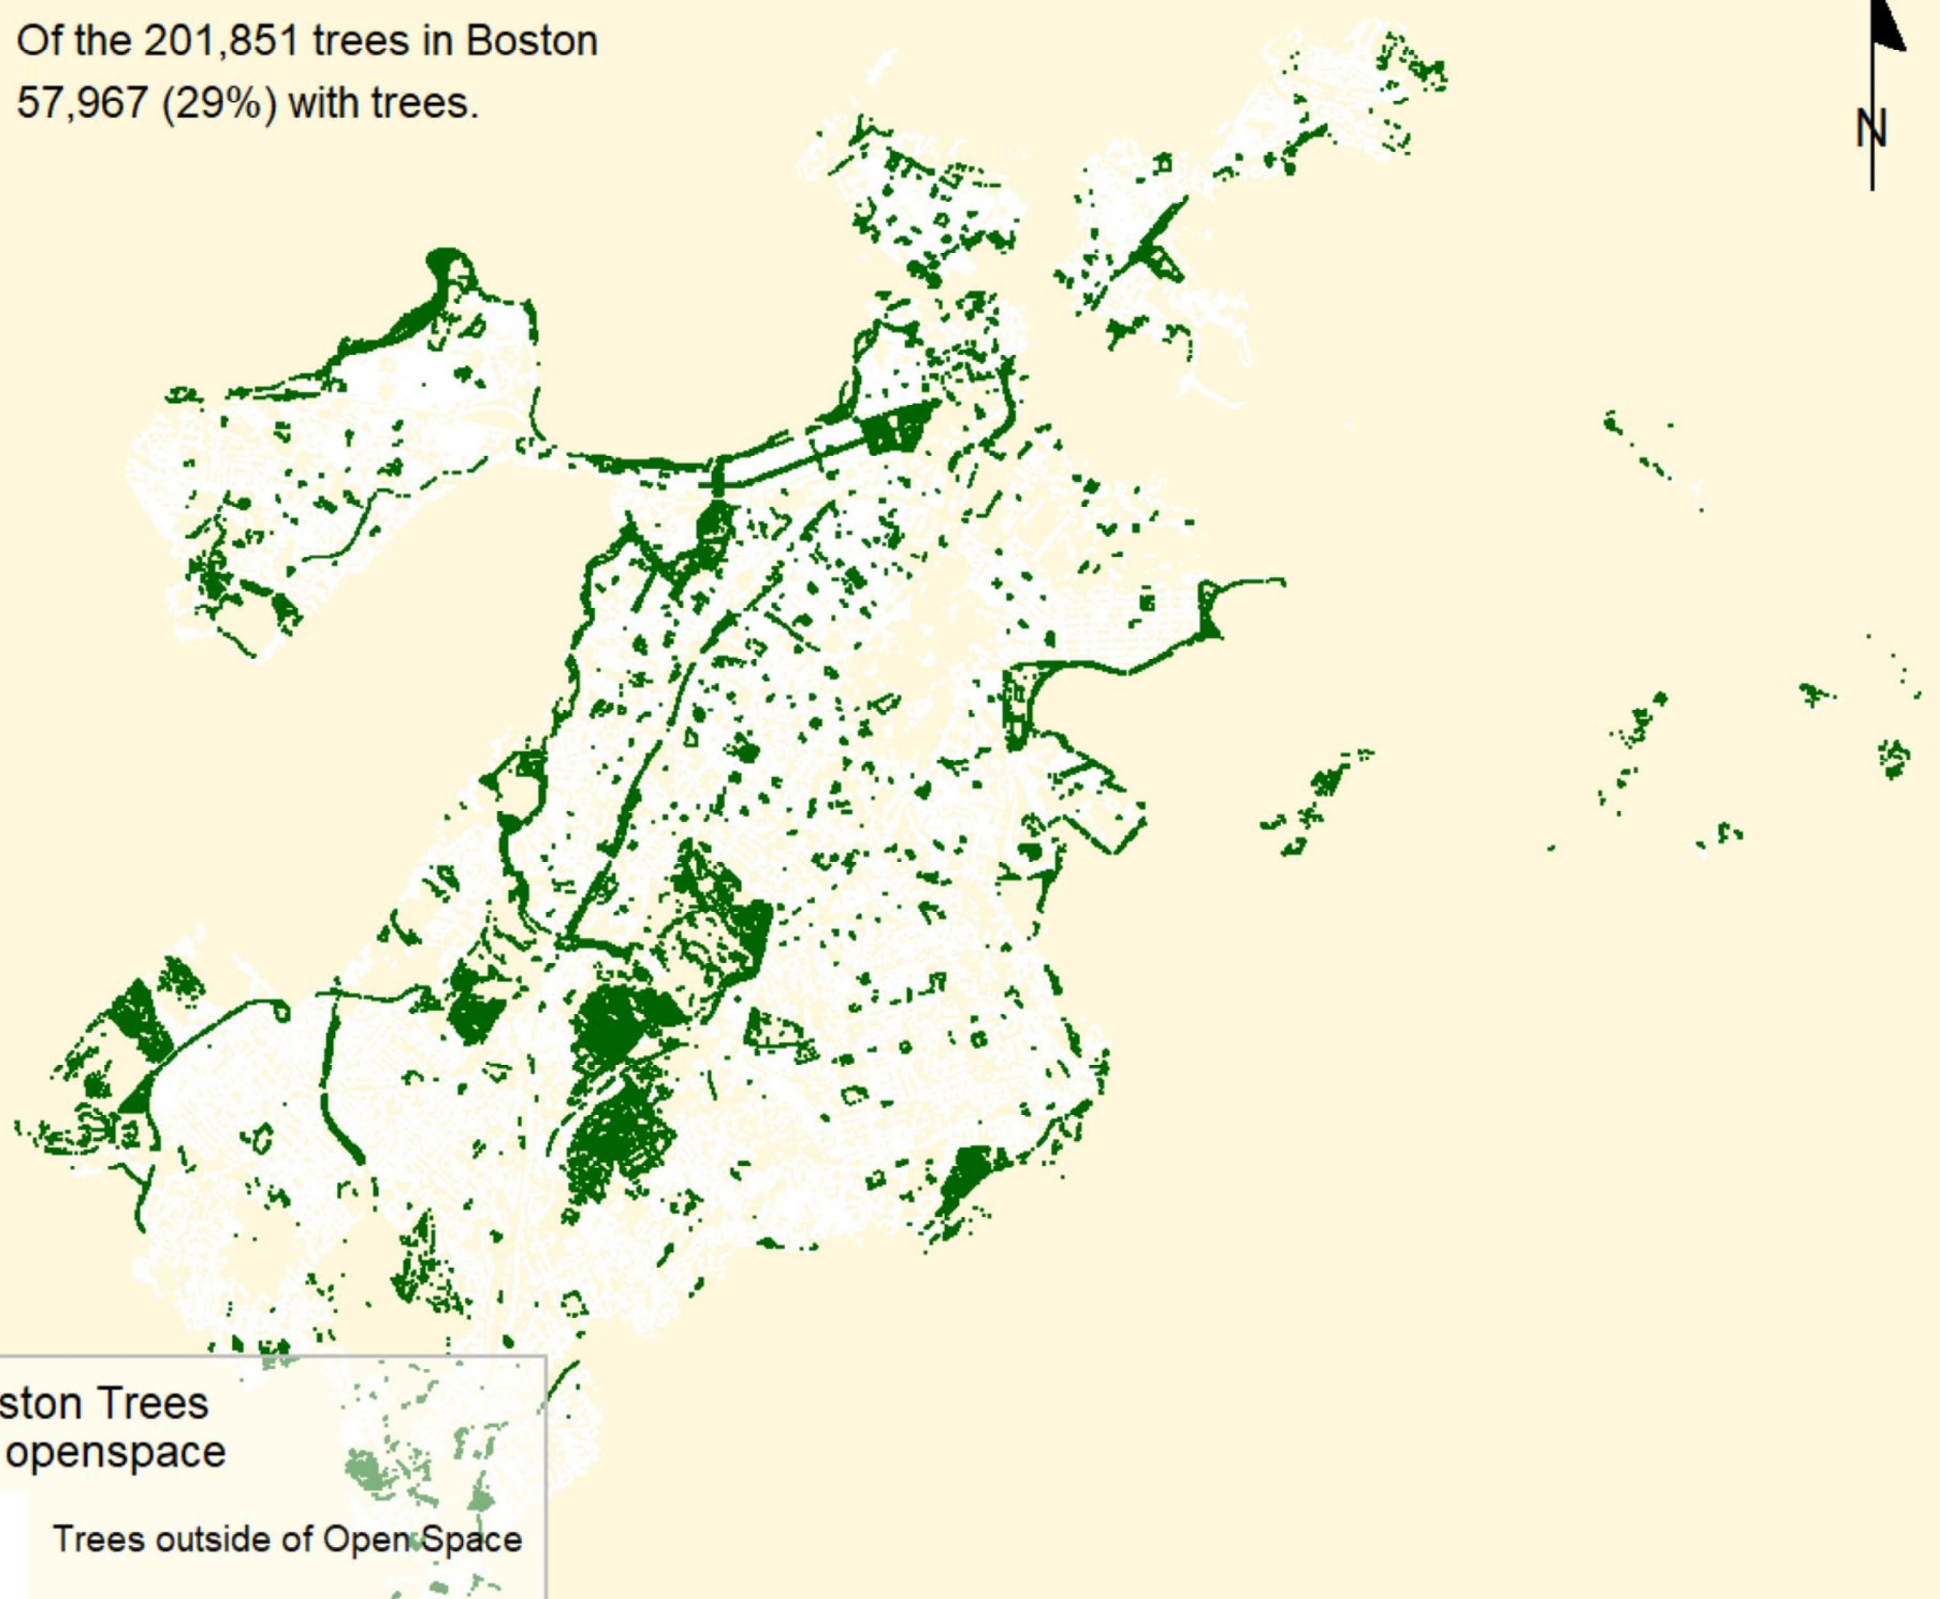 Of the 201,851 trees in Boston
57,967 (29%) with trees.
N
ston Trees
openspace
Trees outside of Open Space